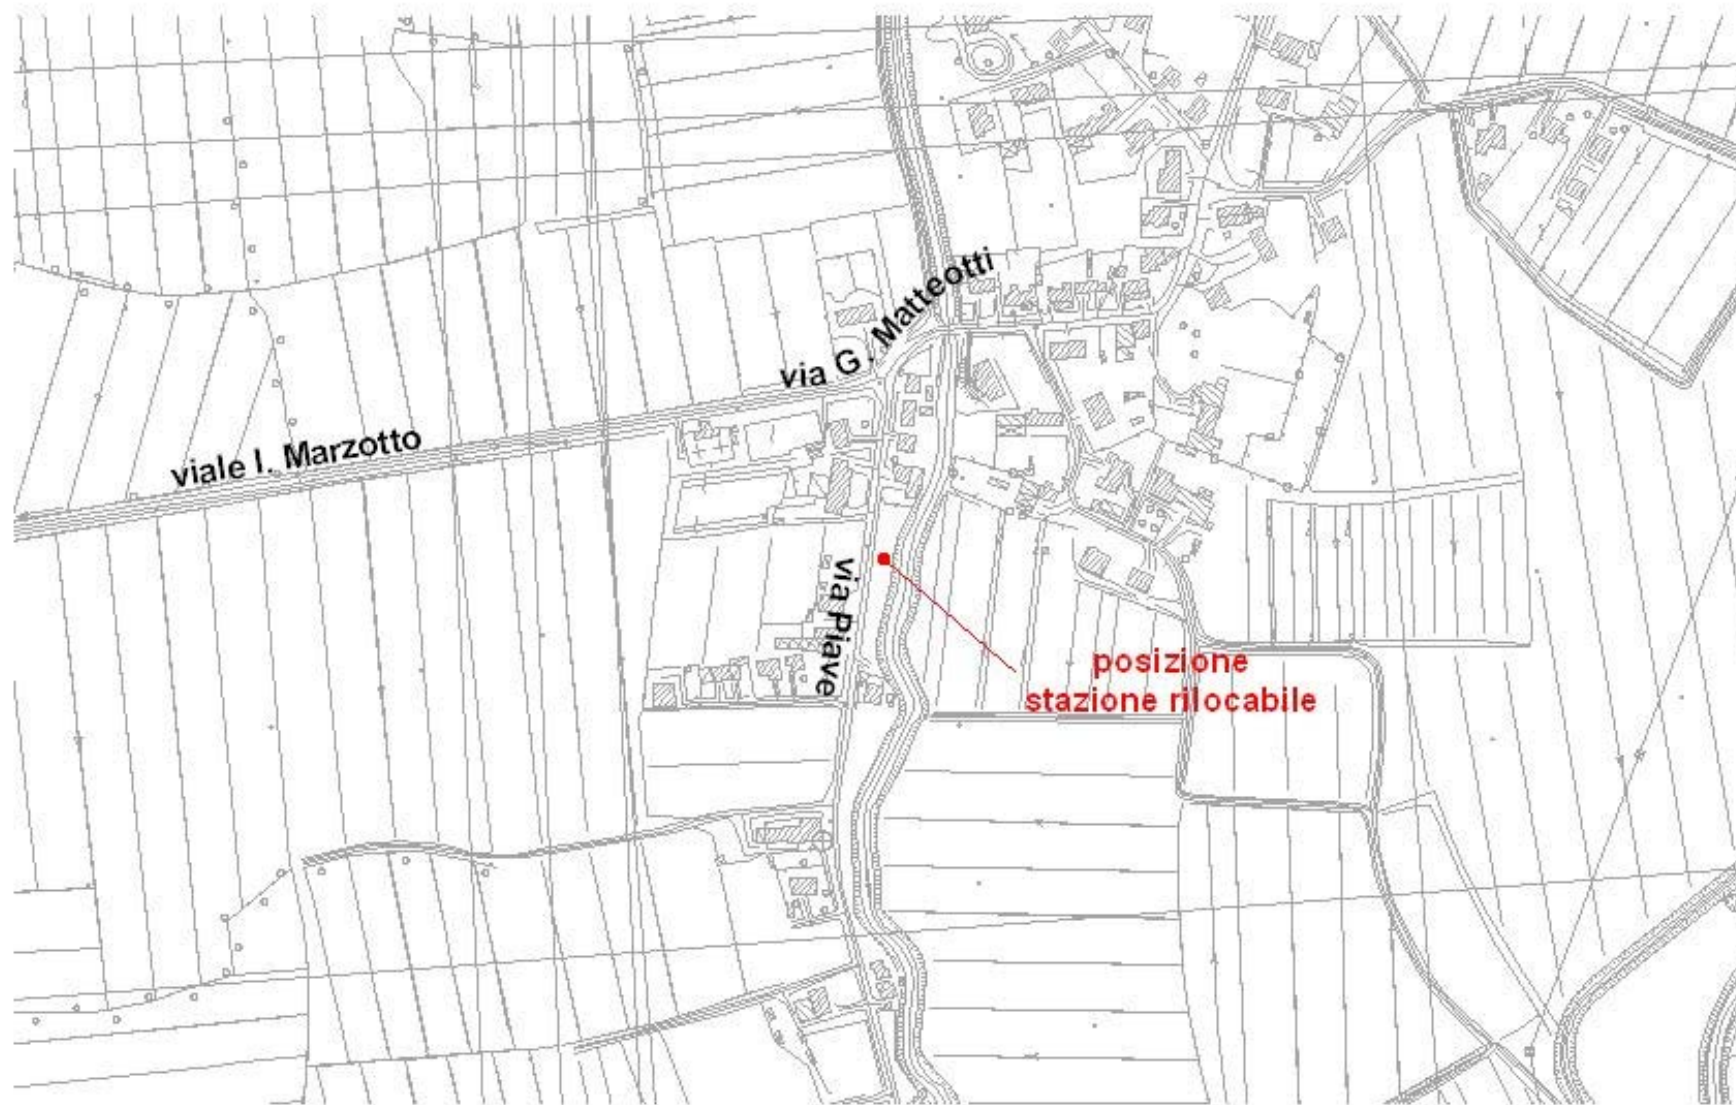 via G. Matteotti
viale I. Marzotto
via Piave
posizione
stazione rilocabile